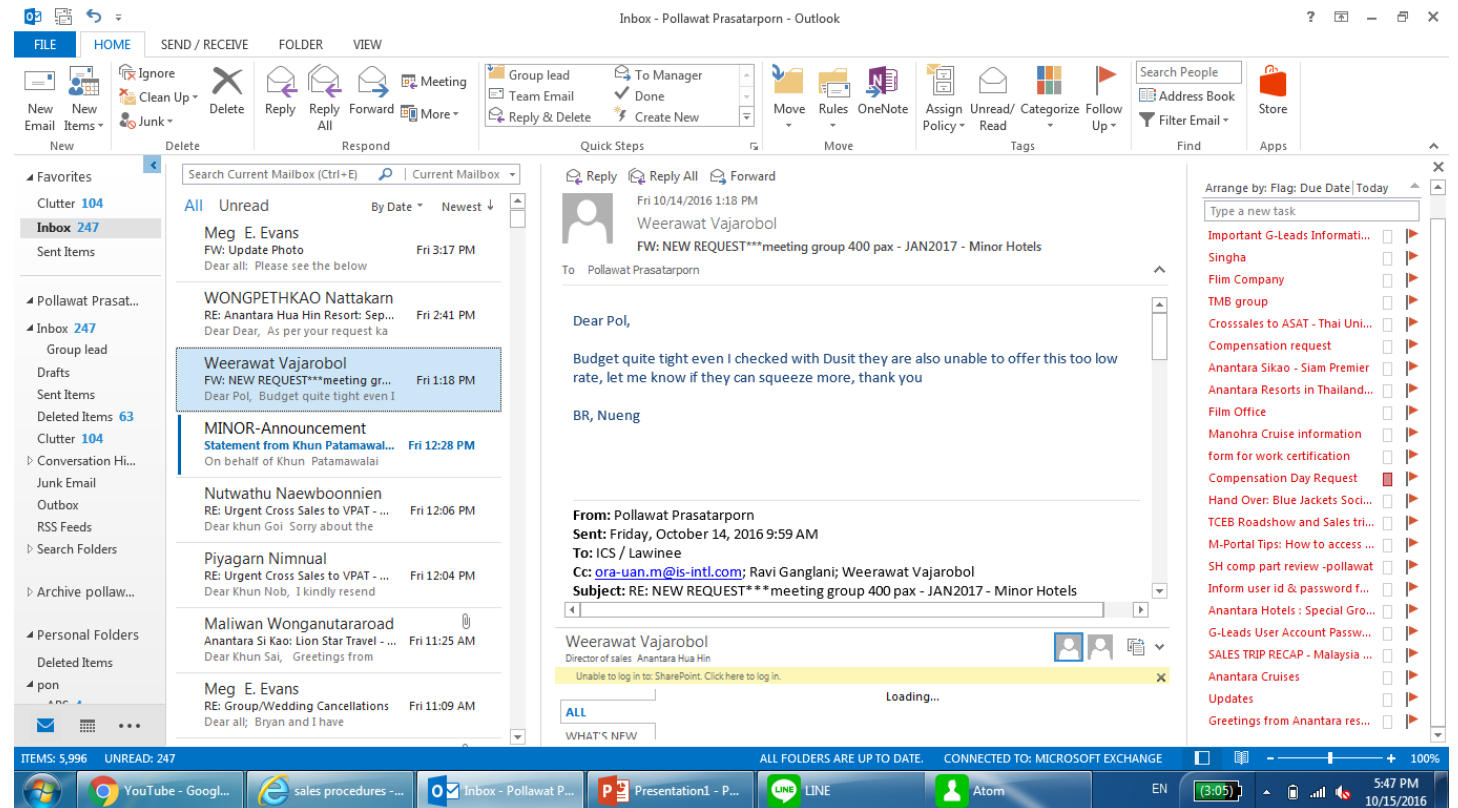 Inbox - Pollawat Prasatarporn - Outlook
FILE HOME SEND / RECEIVE FOLDER VIEW
New Email
New Items
Ignore
Clean Up
Junk
Delete
Reply
Reply All
Forward
Meeting
More
Group lead
Team Email
Reply & Delete
To Manager
Done
Create New
Move
Rules
OneNote
Assign Policy
Unread/ Read
Categorize
Follow Up
Search People
Address Book
Filter Email
Store
New Delete Respond Quick Steps Move Tags Find Apps
Favorites
Clutter 104
Inbox 247
Sent Items
Pollawat Prasat...
Inbox 247
Group lead
Drafts
Sent Items
Deleted Items 63
Clutter 104
Conversation Hi...
Junk Email
Outbox
RSS Feeds
Search Folders
Archive pollaw...
Personal Folders
Deleted Items
pon
Search Current Mailbox (Ctrl+E) Current Mailbox
All Unread By Date Newest ↓
Meg E. Evans
FW: Update Photo Fri 3:17 PM
Dear all: Please see the below
WONGPETHKAO Nattakarn
RE: Anantara Hua Hin Resort: Sep... Fri 2:41 PM
Dear Dear, As per your request ka
Weerawat Vajarobol
FW: NEW REQUEST***meeting gr... Fri 1:18 PM
Dear Pol, Budget quite tight even I
MINOR-Announcement
Statement from Khun Patamawal... Fri 12:28 PM
On behalf of Khun Patamawalai
Nutwathu Naewboonnien
RE: Urgent Cross Sales to VPAT - ... Fri 12:06 PM
Dear khun Goi Sorry about the
Piyagarn Nimnual
RE: Urgent Cross Sales to VPAT - ... Fri 12:04 PM
Dear Khun Nob, I kindly resend
Maliwan Wonganutararoad
Anantara Si Kao: Lion Star Travel - ... Fri 11:25 AM
Dear Khun Sai, Greetings from
Meg E. Evans
RE: Group/Wedding Cancellations Fri 11:09 AM
Dear all; Bryan and I have
Reply Reply All Forward
Fri 10/14/2016 1:18 PM
Weerawat Vajarobol
FW: NEW REQUEST***meeting group 400 pax - JAN2017 - Minor Hotels
To Pollawat Prasatarporn
Dear Pol,
Budget quite tight even I checked with Dusit they are also unable to offer this too low
rate, let me know if they can squeeze more, thank you
BR, Nueng
From: Pollawat Prasatarporn
Sent: Friday, October 14, 2016 9:59 AM
To: ICS / Lawinee
Cc: ora-uan.m@is-intl.com; Ravi Ganglani; Weerawat Vajarobol
Subject: RE: NEW REQUEST***meeting group 400 pax - JAN2017 - Minor Hotels
Weerawat Vajarobol
Director of sales Anantara Hua Hin
Unable to log in to: SharePoint. Click here to log in.
Loading...
ALL
WHAT'S NEW
Arrange by: Flag: Due Date Today
Type a new task
Important G-Leads Informati...
Singha
Flim Company
TMB group
Crosssales to ASAT - Thai Uni...
Compensation request
Anantara Sikao - Siam Premier
Anantara Resorts in Thailand...
Film Office
Manohra Cruise information
form for work certification
Compensation Day Request
Hand Over: Blue Jackets Soci...
TCEB Roadshow and Sales tri...
M-Portal Tips: How to access ...
SH comp part review -pollawat
Inform user id & password f...
Anantara Hotels : Special Gro...
G-Leads User Account Passw...
SALES TRIP RECAP - Malaysia ...
Anantara Cruises
Updates
Greetings from Anantara res...
ITEMS: 5,996 UNREAD: 247 ALL FOLDERS ARE UP TO DATE. CONNECTED TO: MICROSOFT EXCHANGE 100%
YouTube - Googl... sales procedures -... Inbox - Pollawat P... Presentation1 - P... LINE LINE Atom EN (3:05) 5:47 PM
10/15/2016